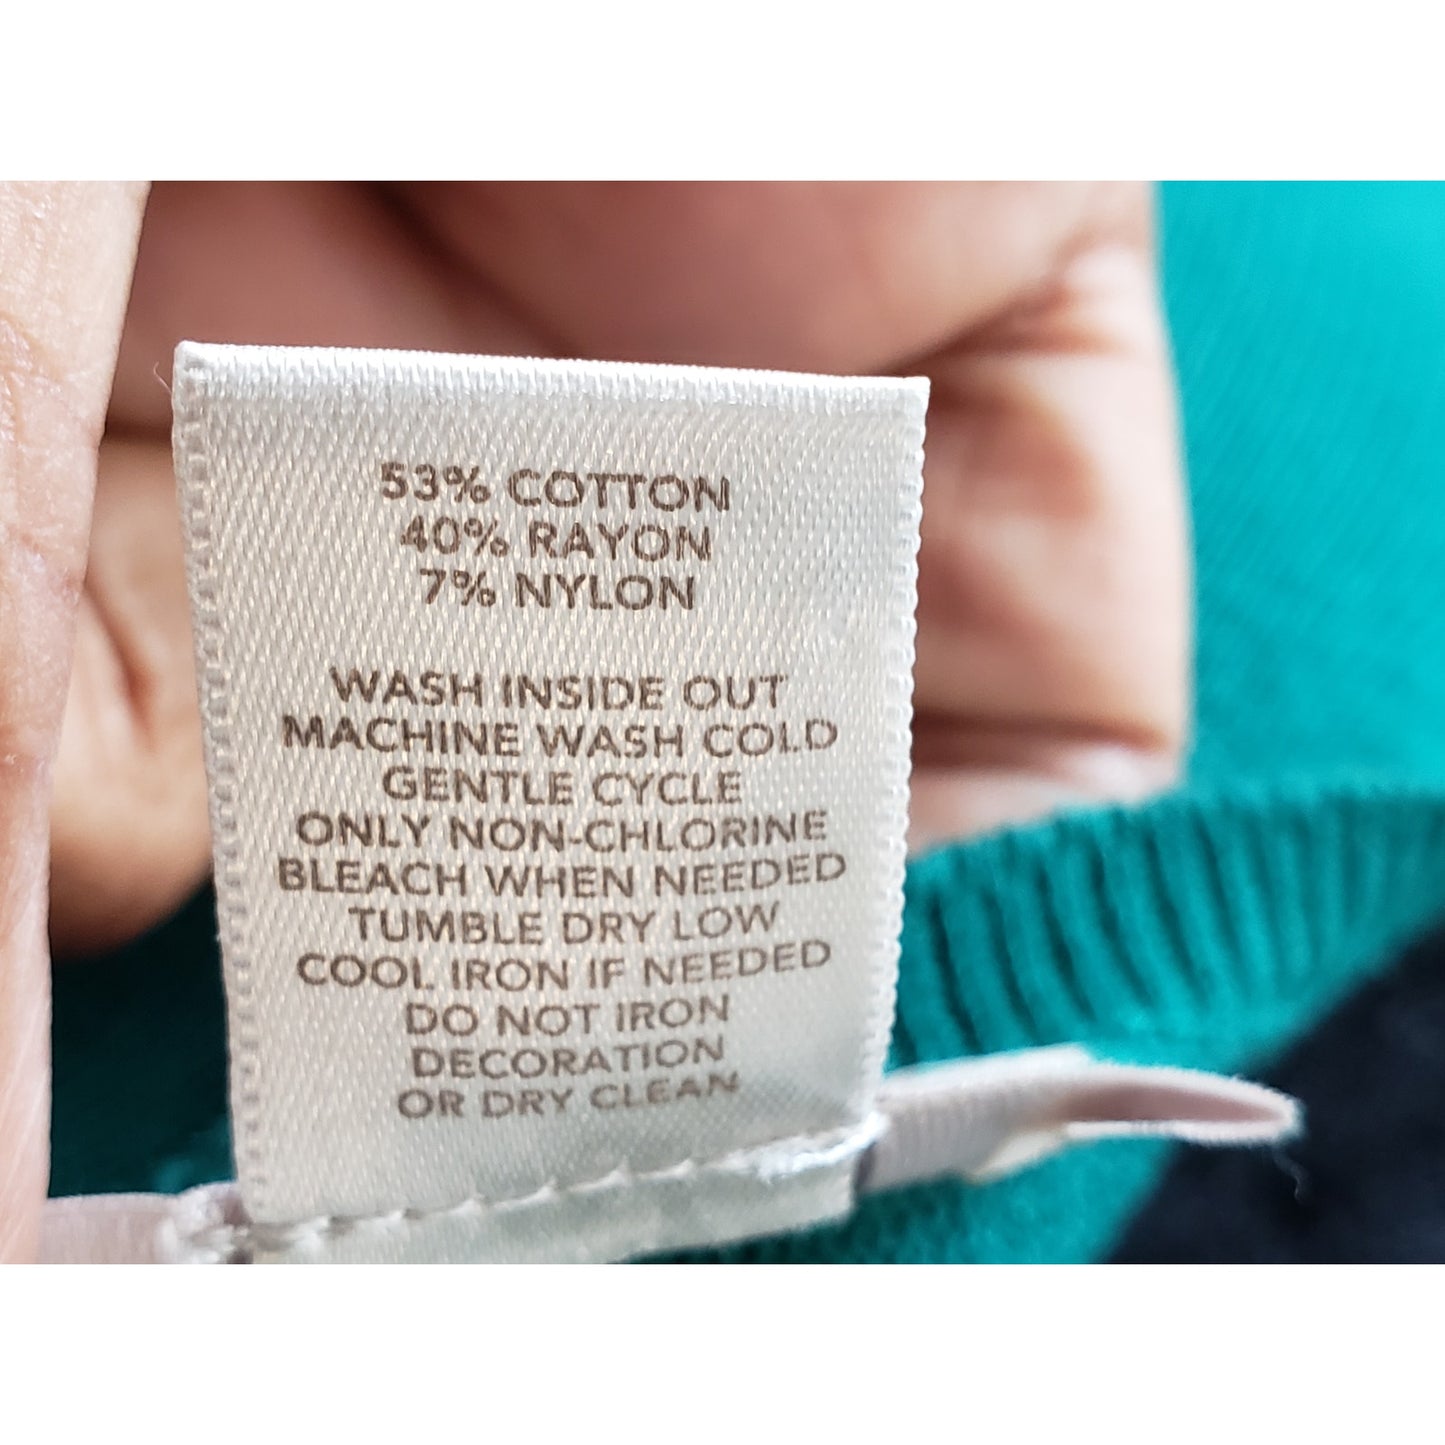 53% COTTON
40% RAYON
7% NYLON
WASH INSIDE OUT
MACHINE WASH COLD
GENTLE CYCLE
ONLY NON-CHLORINE
BLEACH WHEN NEEDED
TUMBLE DRY LOW
COOL IRON IF NEEDED
DO NOT IRON
DECORATION
OR DRY CLEAN